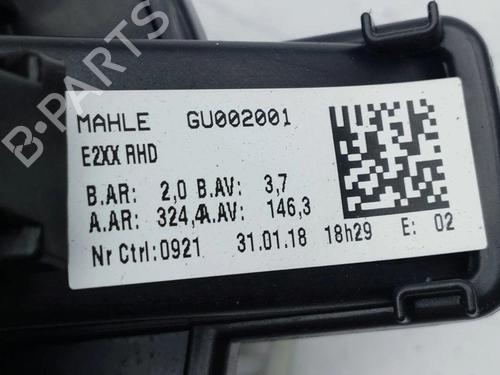 MAHLE GU002001
E2XX RHD
B.AR: 2,0 B.AV: 3,7
A.AR: 324,4 A.AV: 146,3
Nr Ctrl:0921 31.01.18 18h29 E: 02
B-PARTS